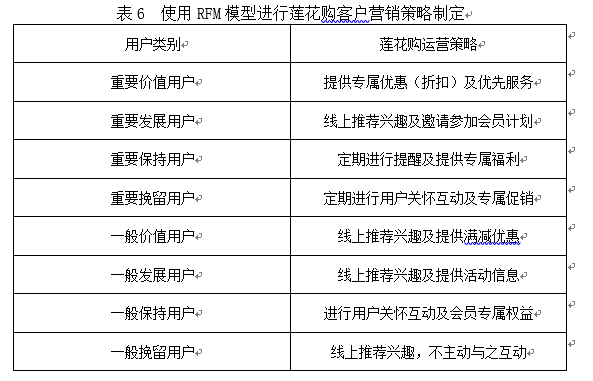 表 6 使用 RFM 模型进行莲花购客户营销策略制定
用户类别 莲花购运营策略
重要价值用户 提供专属优惠（折扣）及优先服务
重要发展用户 线上推荐兴趣及邀请参加会员计划
重要保持用户 定期进行提醒及提供专属福利
重要挽留用户 定期进行用户关怀互动及专属促销
一般价值用户 线上推荐兴趣及提供满减优惠
一般发展用户 线上推荐兴趣及提供活动信息
一般保持用户 进行用户关怀互动及会员专属权益
一般挽留用户 线上推荐兴趣，不主动与之互动